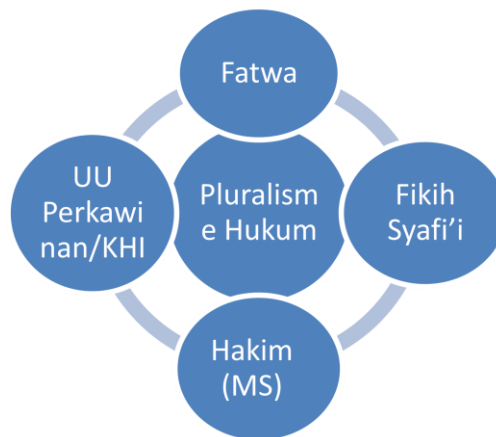 Fatwa
UU
Perkawi
nan/KHI
Pluralism
e Hukum
Fikih
Syafi'i
Hakim
(MS)